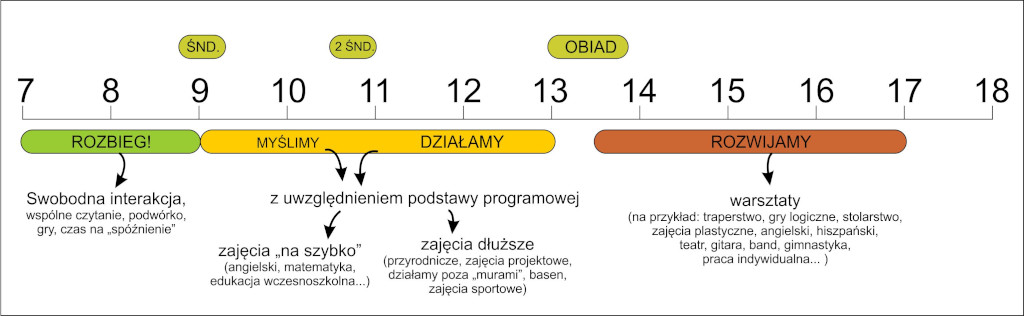 ŚND. 2 ŚND. OBIAD
7 8 9 10 11 12 13 14 15 16 17 18
ROZBIEG! MYŚLIMY DZIAŁAMY ROZWIJAMY
Swobodna interakcja,
wspólne czytanie, podwórko,
gry, czas na „spóźnienie”
z uwzględnieniem podstawy programowej
zajęcia „na szybko”
(angielski, matematyka,
edukacja wczesnoszkolna...)
zajęcia dłuższe
(przyrodnicze, zajęcia projektowe,
działamy poza „murami”, basen,
zajęcia sportowe)
warsztaty
(na przykład: traperstwo, gry logiczne, stolarstwo,
zajęcia plastyczne, angielski, hiszpański,
teatr, gitara, band, gimnastyka,
praca indywidualna... )